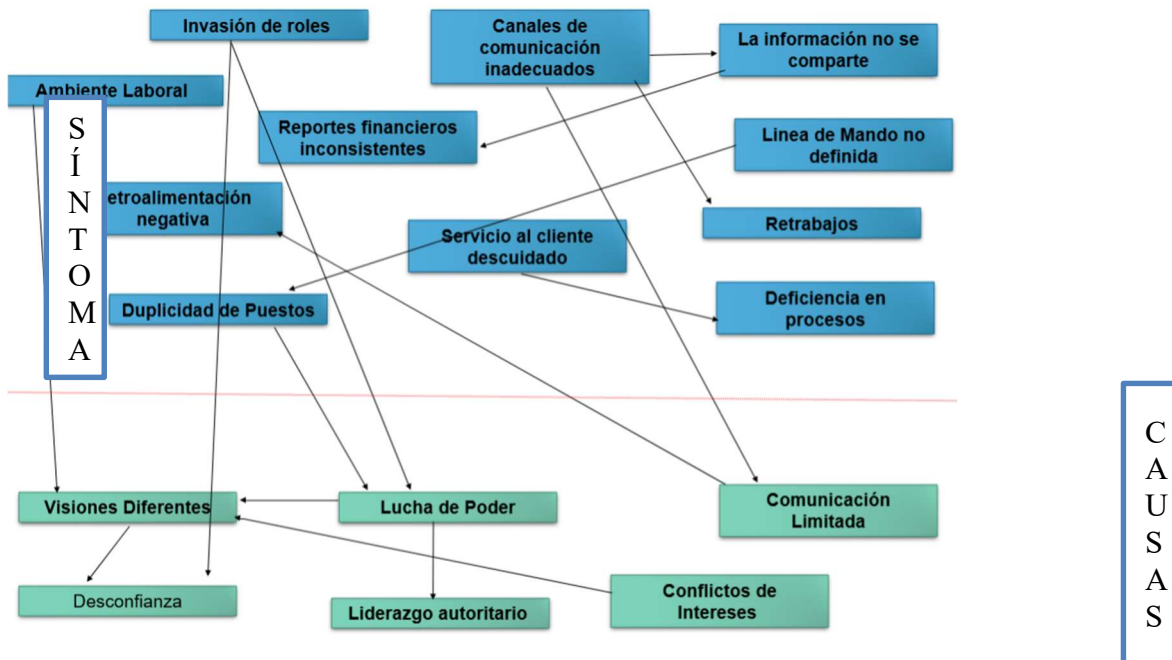 Invasión de roles
Canales de
comunicación
inadecuados
La información no se
comparte
Ambiente Laboral
SÍNTOMA
Reportes financieros
inconsistentes
Linea de Mando no
definida
etroalimentación
negativa
Retrabajos
Servicio al cliente
descuidado
Duplicidad de Puestos
Deficiencia en
procesos
CAUSAS
Visiones Diferentes
Lucha de Poder
Comunicación
Limitada
Desconfianza
Liderazgo autoritario
Conflictos de
Intereses